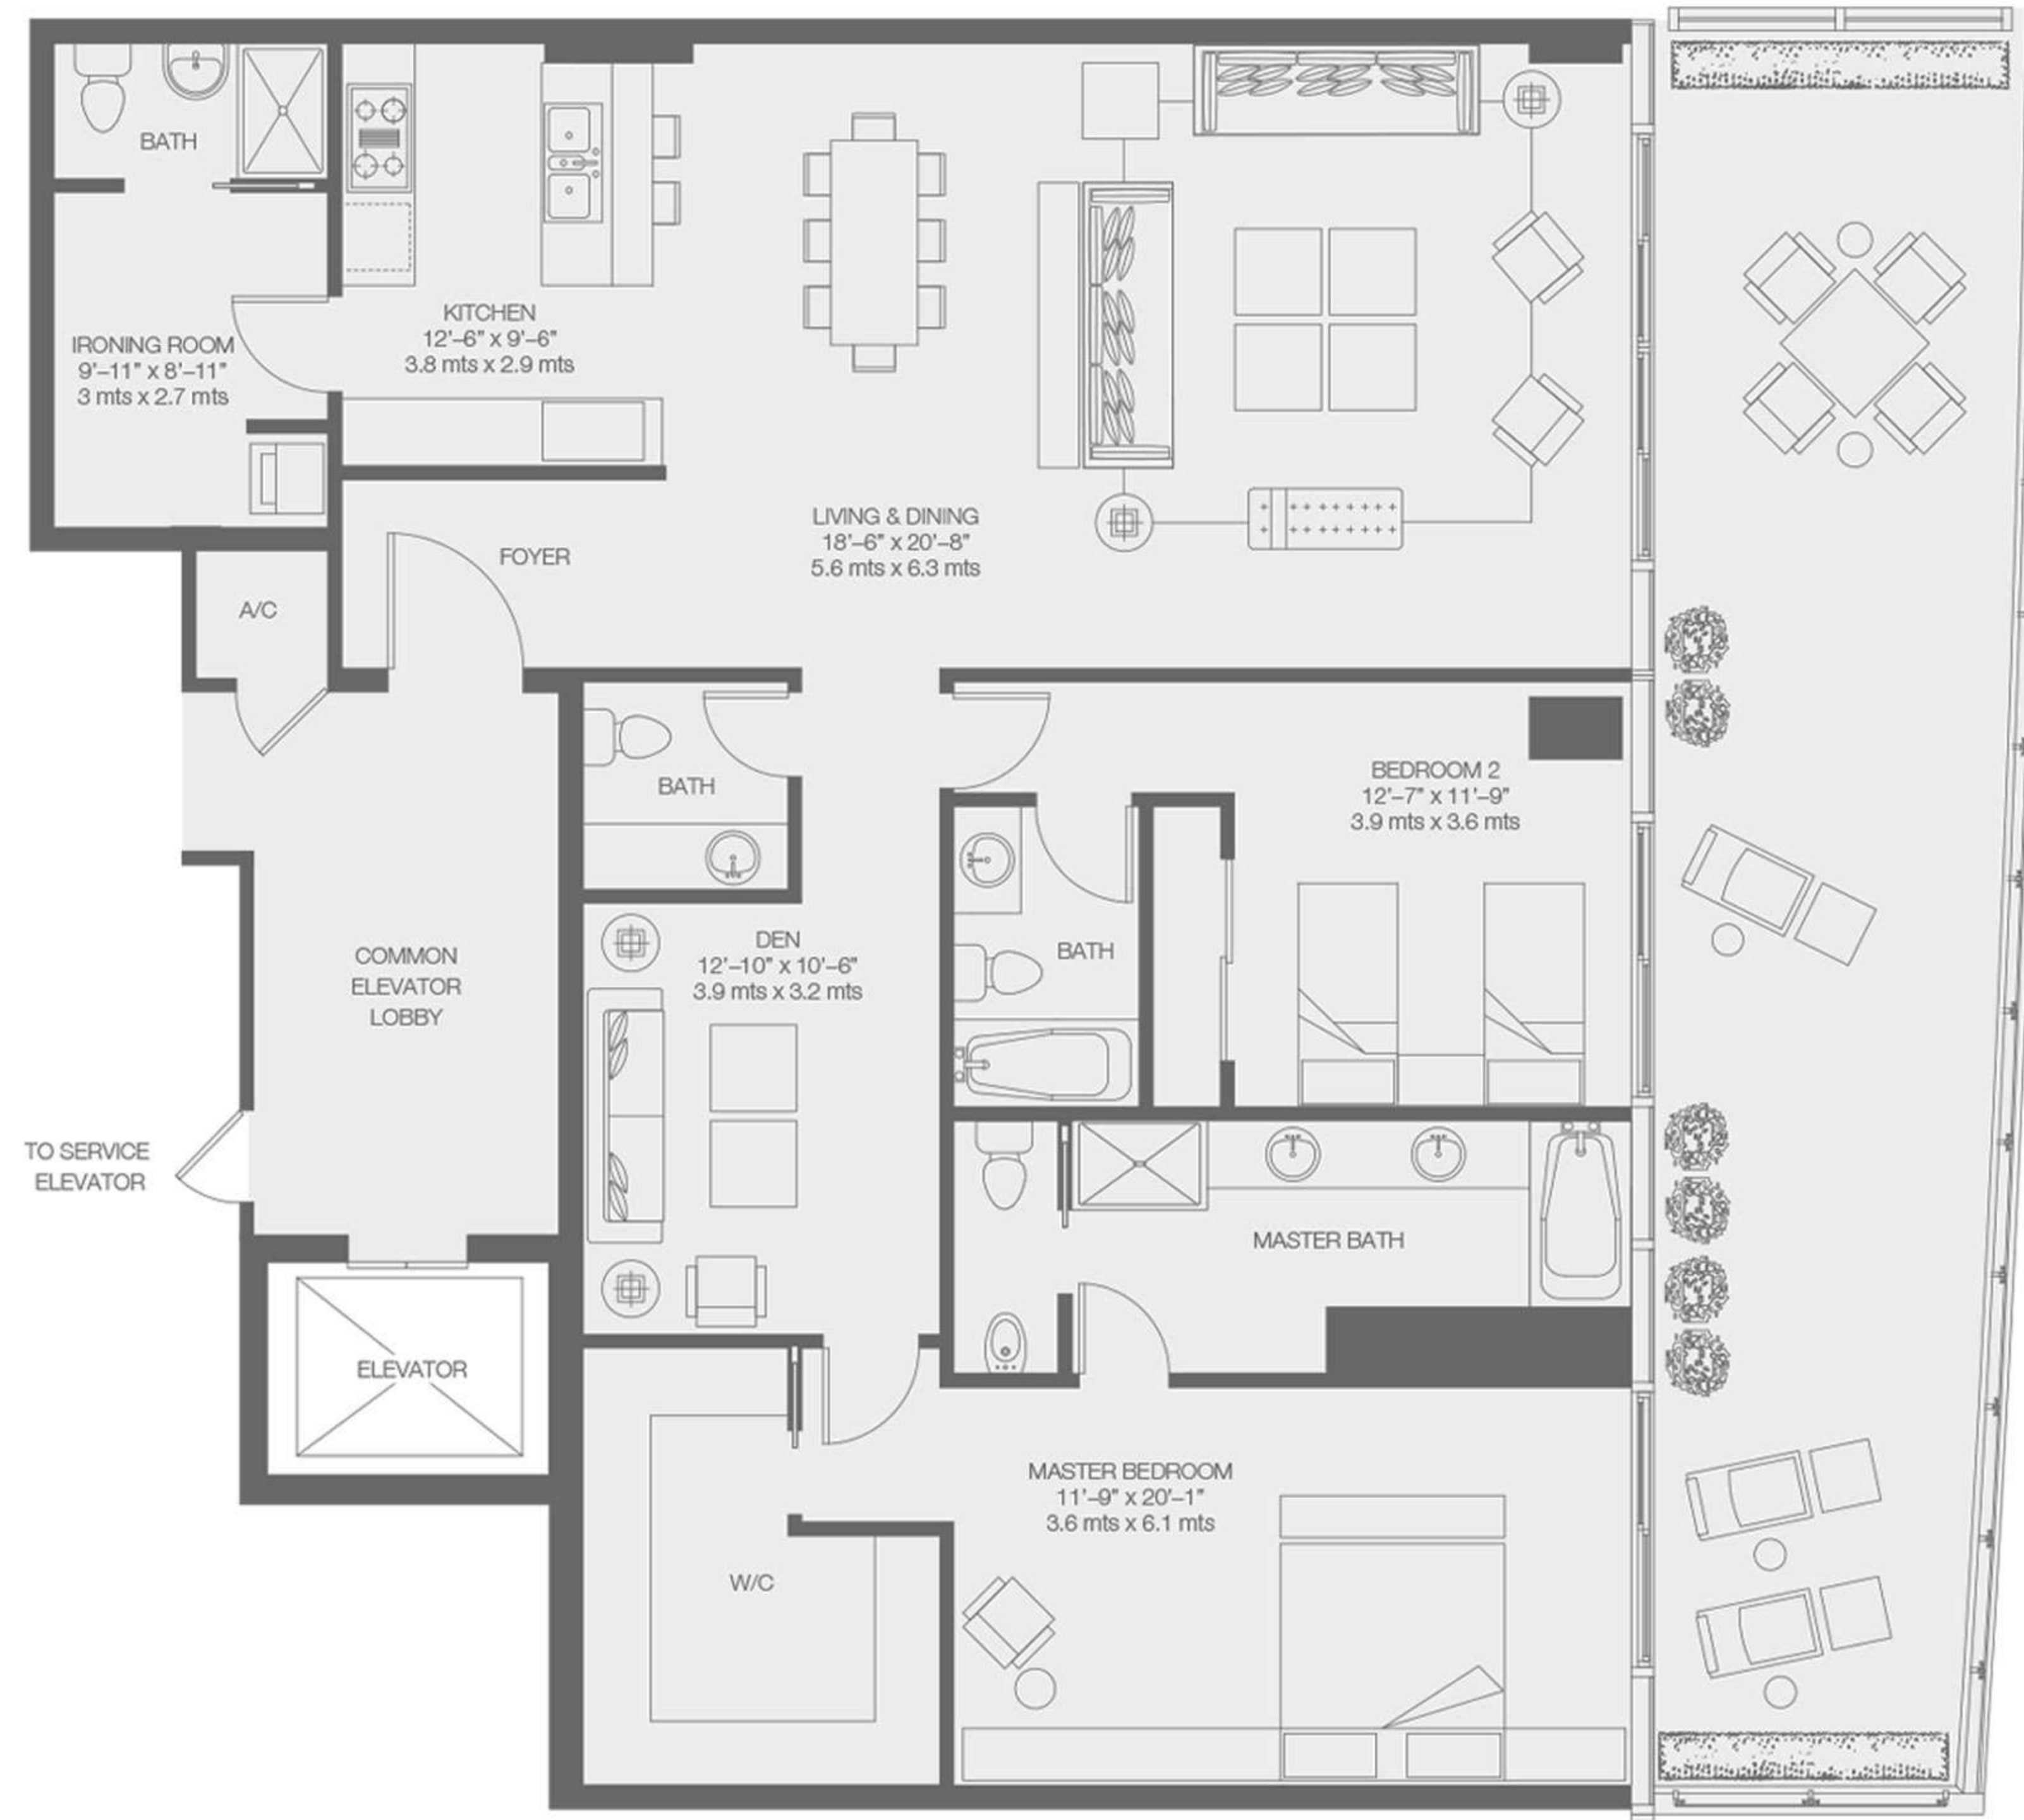 BATH
KITCHEN
12'–6" x 9'–6"
3.8 mts x 2.9 mts
IRONING ROOM
9'–11" x 8'–11"
3 mts x 2.7 mts
LIVING & DINING
18'–6" x 20'–8"
5.6 mts x 6.3 mts
FOYER
A/C
BATH
BEDROOM 2
12'–7" x 11'–9"
3.9 mts x 3.6 mts
COMMON
ELEVATOR
LOBBY
DEN
12'–10" x 10'–6"
3.9 mts x 3.2 mts
BATH
TO SERVICE
ELEVATOR
MASTER BATH
ELEVATOR
MASTER BEDROOM
11'–9" x 20'–1"
3.6 mts x 6.1 mts
W/C